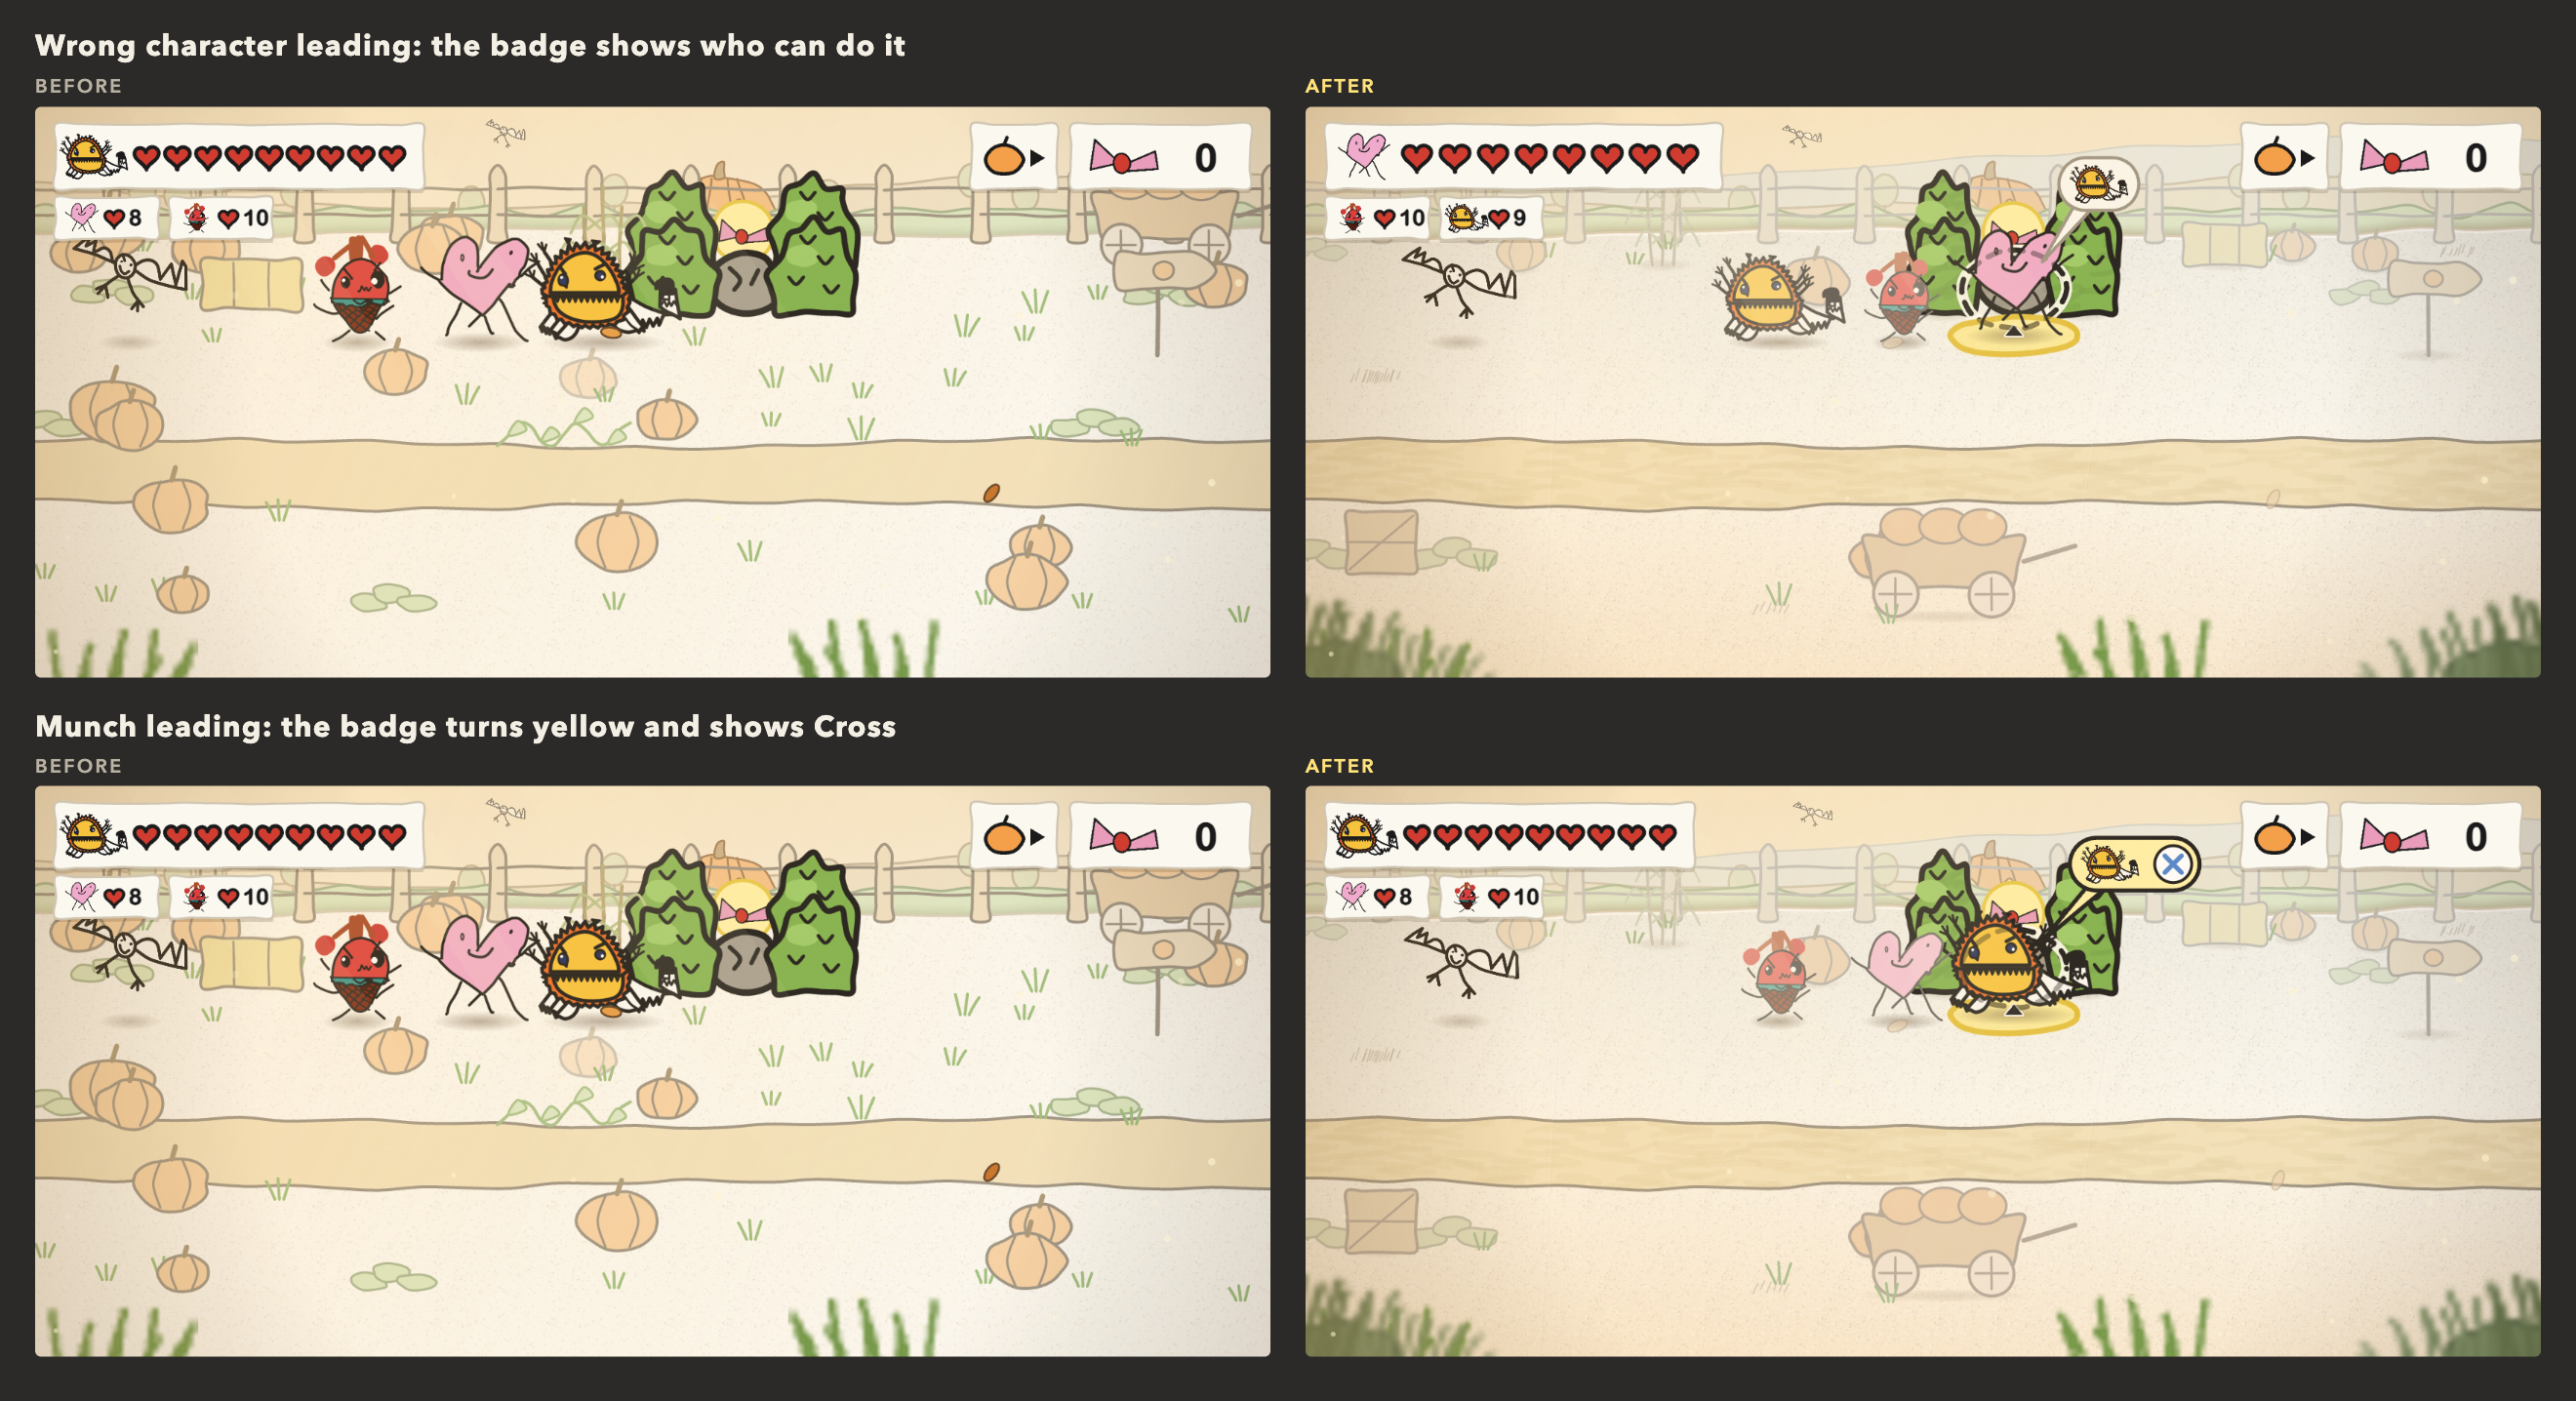 Wrong character leading: the badge shows who can do it
BEFORE
AFTER
0
8
10
0
10
9
Munch leading: the badge turns yellow and shows Cross
BEFORE
AFTER
0
8
10
0
8
10